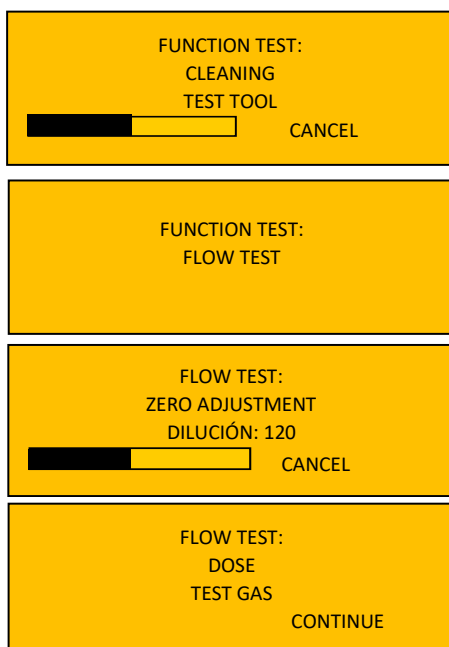 FUNCTION TEST:
CLEANING
TEST TOOL
CANCEL
FUNCTION TEST:
FLOW TEST
FLOW TEST:
ZERO ADJUSTMENT
DILUCIÓN: 120
CANCEL
FLOW TEST:
DOSE
TEST GAS
CONTINUE